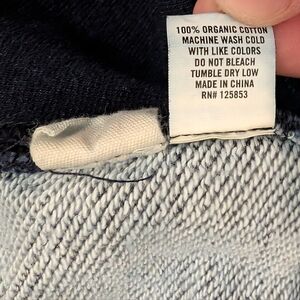 100% ORGANIC COTTON
MACHINE WASH COLD
WITH LIKE COLORS
DO NOT BLEACH
TUMBLE DRY LOW
MADE IN CHINA
RN# 125853